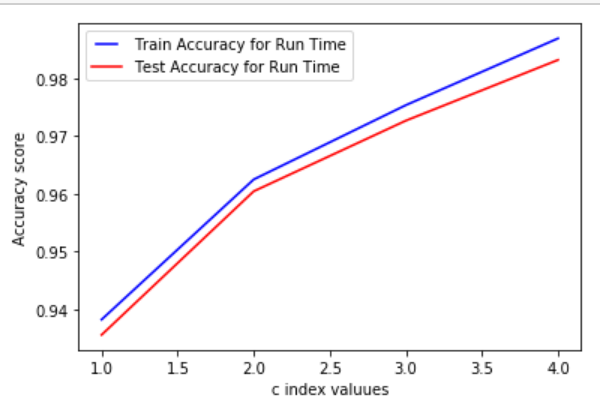 Train Accuracy for Run Time
Test Accuracy for Run Time
Accuracy score
0.98
0.97
0.96
0.95
0.94
1.0 1.5 2.0 2.5 3.0 3.5 4.0
c index valuues